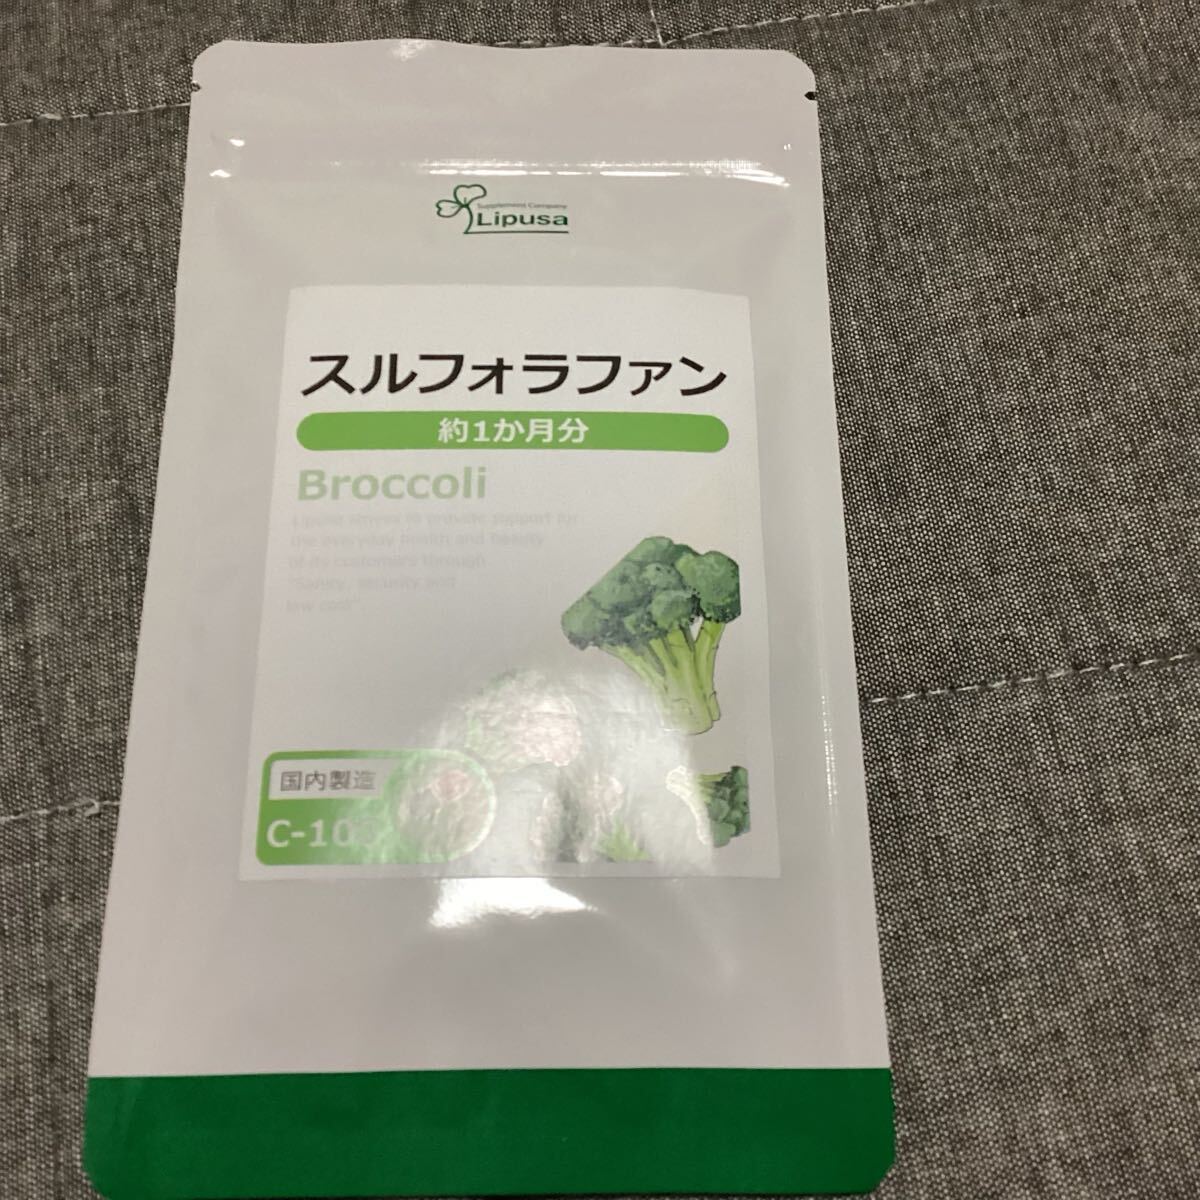 Supplement Company
Lipusa
スルフォラファン
約1か月分
Broccoli
Lipusa strives to provide support for
the everyday health and beauty
of its customers through
"Safety, security and
low cost".
国内製造
C-10